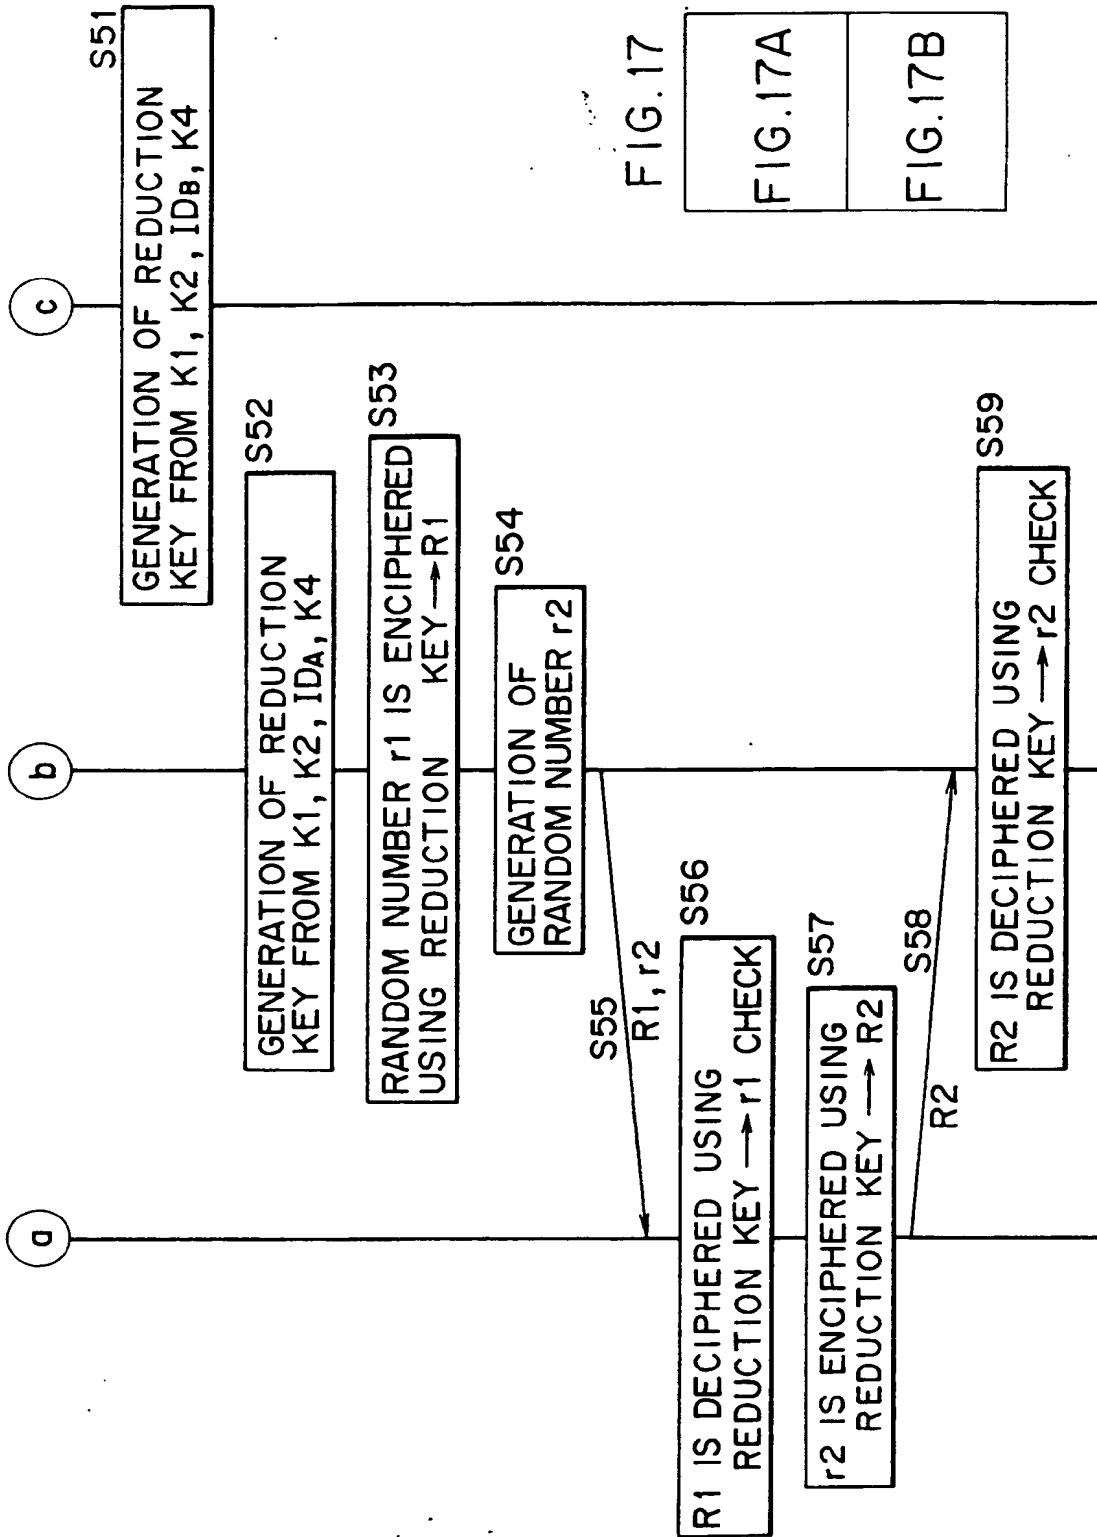 a
b
c
S51
GENERATION OF REDUCTION
KEY FROM K1, K2, IDB, K4
S52
GENERATION OF REDUCTION
KEY FROM K1, K2, IDA, K4
S53
RANDOM NUMBER r1 IS ENCIPHERED
USING REDUCTION KEY → R1
S54
GENERATION OF
RANDOM NUMBER r2
S55
R1, r2
S56
R1 IS DECIPHERED USING
REDUCTION KEY → r1 CHECK
S57
r2 IS ENCIPHERED USING
REDUCTION KEY → R2
S58
R2
S59
R2 IS DECIPHERED USING
REDUCTION KEY → r2 CHECK
FIG.17
FIG.17A
FIG.17B